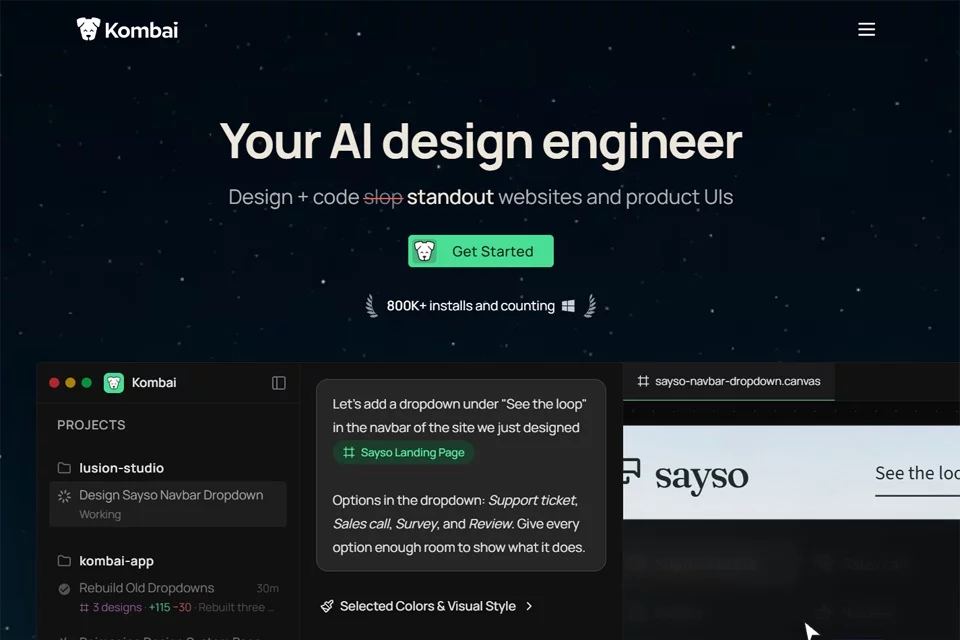 Kombai
Your AI design engineer
Design + code slop standout websites and product UIs
Get Started
800K+ installs and counting
Kombai
PROJECTS
lusion-studio
Design Sayso Navbar Dropdown
Working
kombai-app
Rebuild Old Dropdowns 30m
3 designs · +115 −30 · Rebuilt three ...
Let's add a dropdown under "See the loop"
in the navbar of the site we just designed
Sayso Landing Page
Options in the dropdown: Support ticket,
Sales call, Survey, and Review. Give every
option enough room to show what it does.
Selected Colors & Visual Style
sayso-navbar-dropdown.canvas
sayso
See the loo